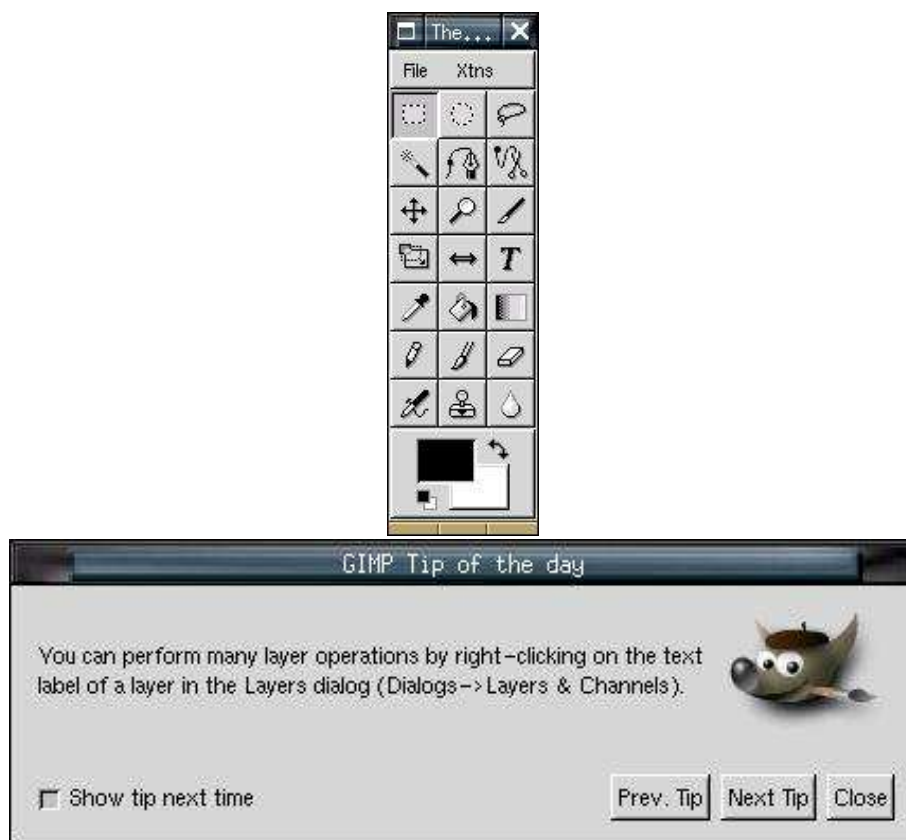 The...
File Xtns
T
GIMP Tip of the day
You can perform many layer operations by right-clicking on the text
label of a layer in the Layers dialog (Dialogs->Layers & Channels).
Show tip next time
Prev. Tip Next Tip Close